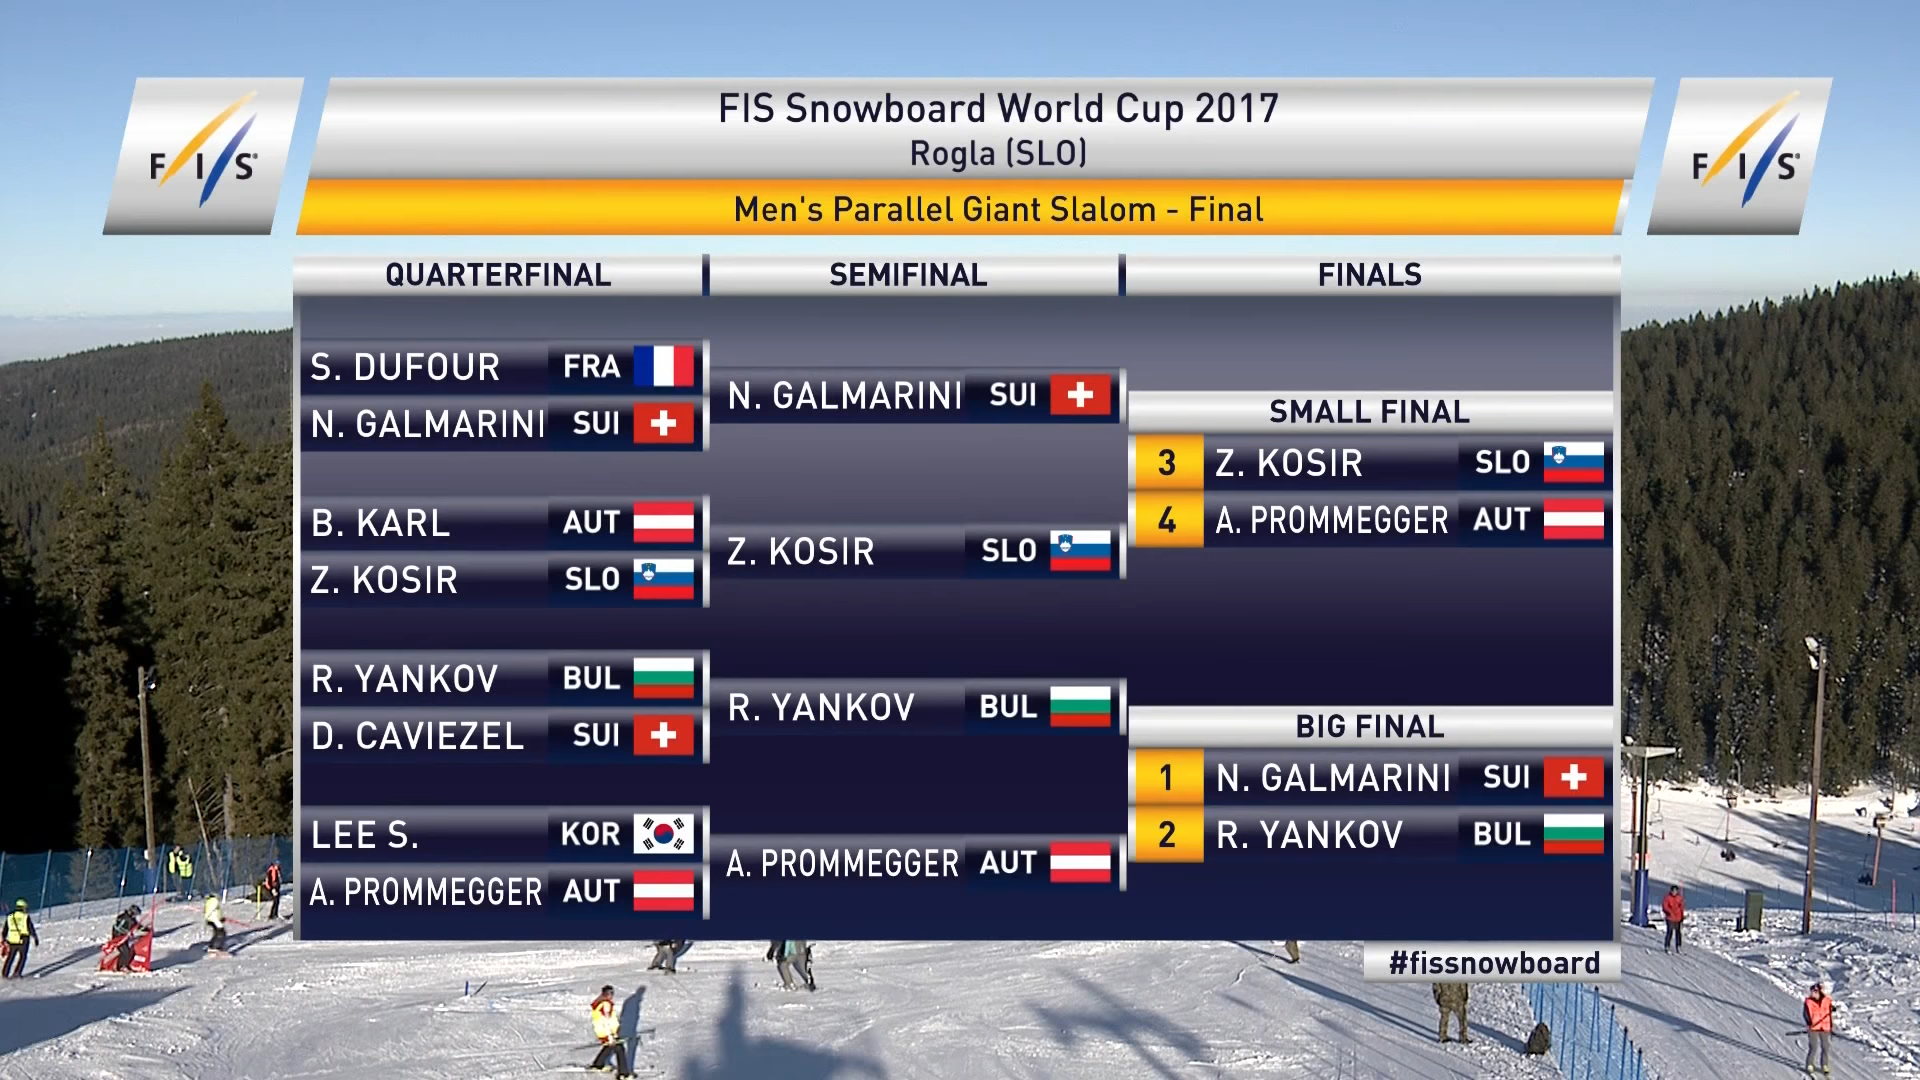 FIS
FIS Snowboard World Cup 2017
Rogla (SLO)
Men's Parallel Giant Slalom - Final
FIS
QUARTERFINAL
S. DUFOUR FRA
N. GALMARINI SUI
B. KARL AUT
Z. KOSIR SLO
R. YANKOV BUL
D. CAVIEZEL SUI
LEE S. KOR
A. PROMMEGGER AUT
SEMIFINAL
N. GALMARINI SUI
Z. KOSIR SLO
R. YANKOV BUL
A. PROMMEGGER AUT
FINALS
SMALL FINAL
3 Z. KOSIR SLO
4 A. PROMMEGGER AUT
BIG FINAL
1 N. GALMARINI SUI
2 R. YANKOV BUL
#fissnowboard